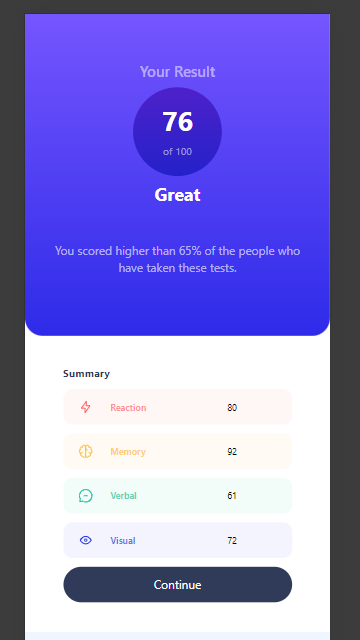 Your Result
76
of 100
Great
You scored higher than 65% of the people who
have taken these tests.
Summary
Reaction 80
Memory 92
Verbal 61
Visual 72
Continue